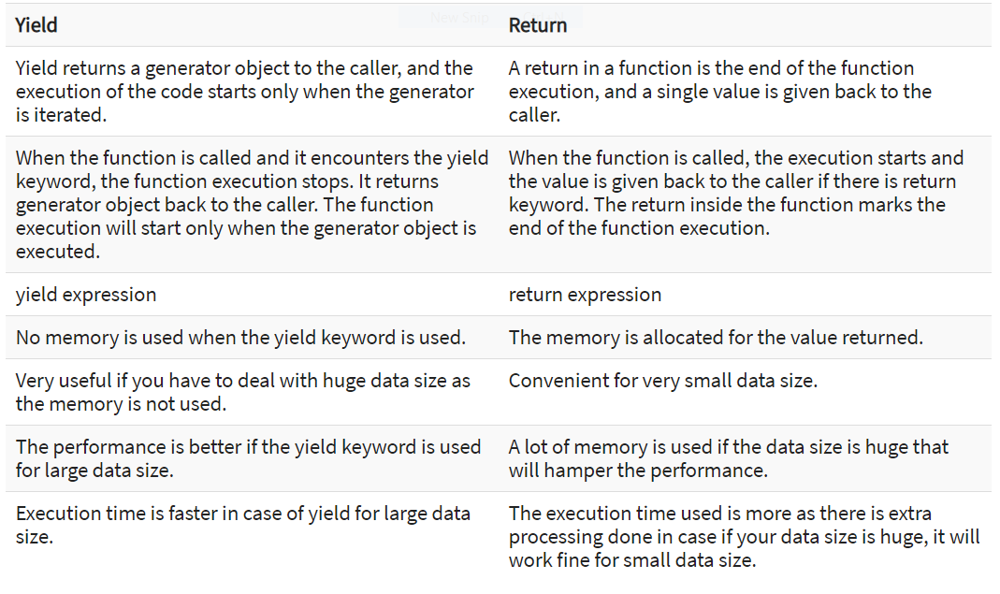 Yield
Return
Yield returns a generator object to the caller, and the
execution of the code starts only when the generator
is iterated.
A return in a function is the end of the function
execution, and a single value is given back to the
caller.
When the function is called and it encounters the yield
keyword, the function execution stops. It returns
generator object back to the caller. The function
execution will start only when the generator object is
executed.
When the function is called, the execution starts and
the value is given back to the caller if there is return
keyword. The return inside the function marks the
end of the function execution.
yield expression
return expression
No memory is used when the yield keyword is used.
The memory is allocated for the value returned.
Very useful if you have to deal with huge data size as
the memory is not used.
Convenient for very small data size.
The performance is better if the yield keyword is used
for large data size.
A lot of memory is used if the data size is huge that
will hamper the performance.
Execution time is faster in case of yield for large data
size.
The execution time used is more as there is extra
processing done in case if your data size is huge, it will
work fine for small data size.